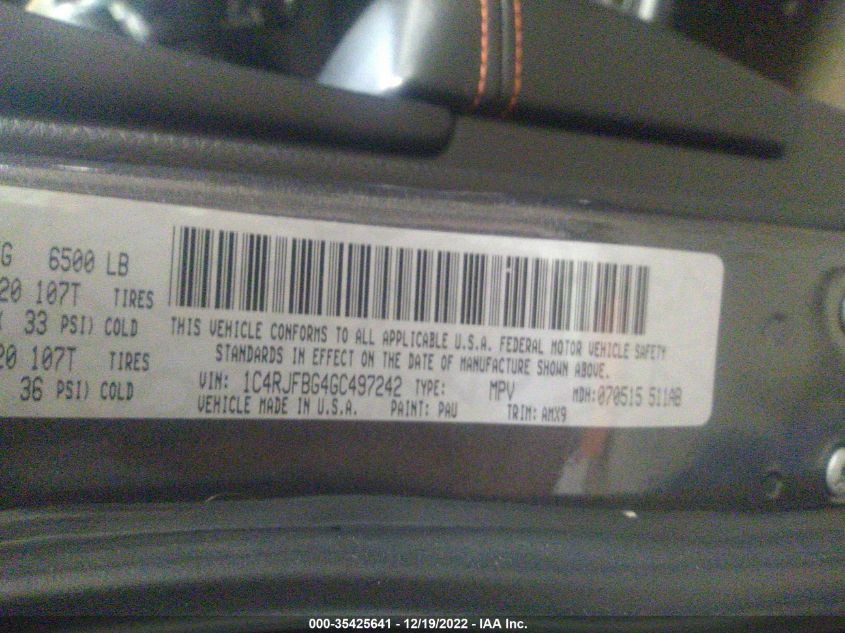 G 6500 LB
20 107T TIRES
33 PSI) COLD
20 107T TIRES
36 PSI) COLD
THIS VEHICLE CONFORMS TO ALL APPLICABLE U.S.A. FEDERAL MOTOR VEHICLE SAFETY
STANDARDS IN EFFECT ON THE DATE OF MANUFACTURE SHOWN ABOVE.
VIN: 1C4RJFBG4GC497242 TYPE: MPV MDH:070515 511AB
VEHICLE MADE IN U.S.A. PAINT: PAU TRIM: AMX9
000-35425641 - 12/19/2022 - IAA Inc.